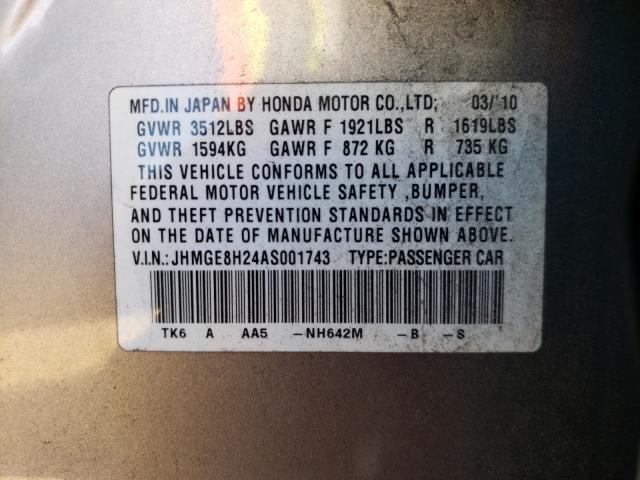 MFD.IN JAPAN BY HONDA MOTOR CO.,LTD; 03/'10
GVWR 3512LBS GAWR F 1921LBS R 1619LBS
GVWR 1594KG GAWR F 872 KG R 735 KG
THIS VEHICLE CONFORMS TO ALL APPLICABLE
FEDERAL MOTOR VEHICLE SAFETY ,BUMPER,
AND THEFT PREVENTION STANDARDS IN EFFECT
ON THE DATE OF MANUFACTURE SHOWN ABOVE.
V.I.N.: JHMGE8H24AS001743 TYPE:PASSENGER CAR
TK6 A AA5 -NH642M -B -S